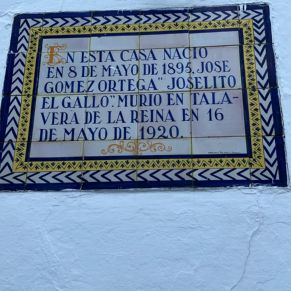 EN ESTA CASA NACIO
EN 8 DE MAYO DE 1895, JOSE
GOMEZ ORTEGA "JOSELITO
EL GALLO". MURIO EN TALA-
VERA DE LA REINA EN 16
DE MAYO DE 1920.